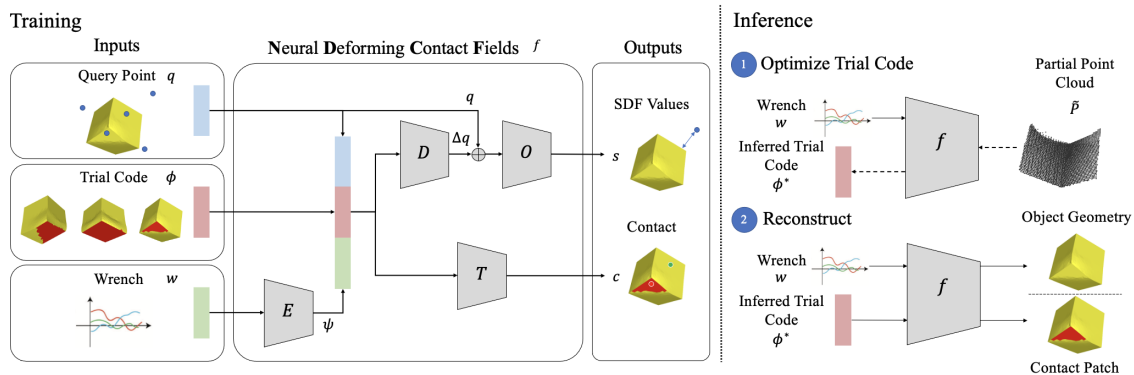 Training
Inputs
Neural Deforming Contact Fields f
Outputs
Query Point q
q
D
Δq
O
s
SDF Values
Trial Code ϕ
Contact
T
c
Wrench w
E
ψ
Inference
1 Optimize Trial Code
Partial Point
Cloud
P̃
Wrench
w
f
Inferred Trial
Code
ϕ*
2 Reconstruct
Object Geometry
Wrench
w
f
Inferred Trial
Code
ϕ*
Contact Patch